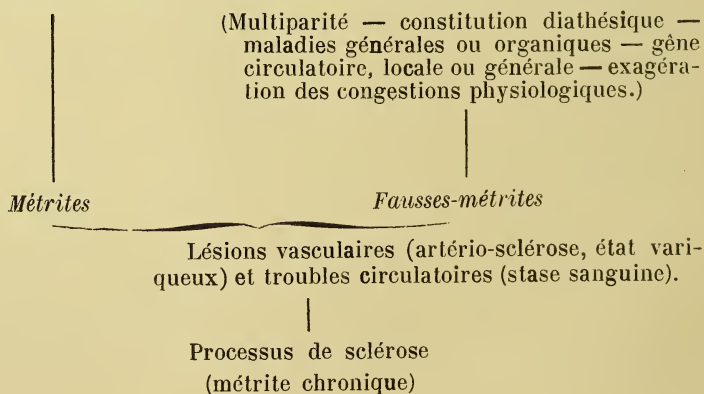 (Multiparité — constitution diathésique —
maladies générales ou organiques — gêne
circulatoire, locale ou générale — exagéra-
tion des congestions physiologiques.)
Métrites
Fausses-métrites
Lésions vasculaires (artério-sclérose, état vari-
queux) et troubles circulatoires (stase sanguine).
Processus de sclérose
(métrite chronique)